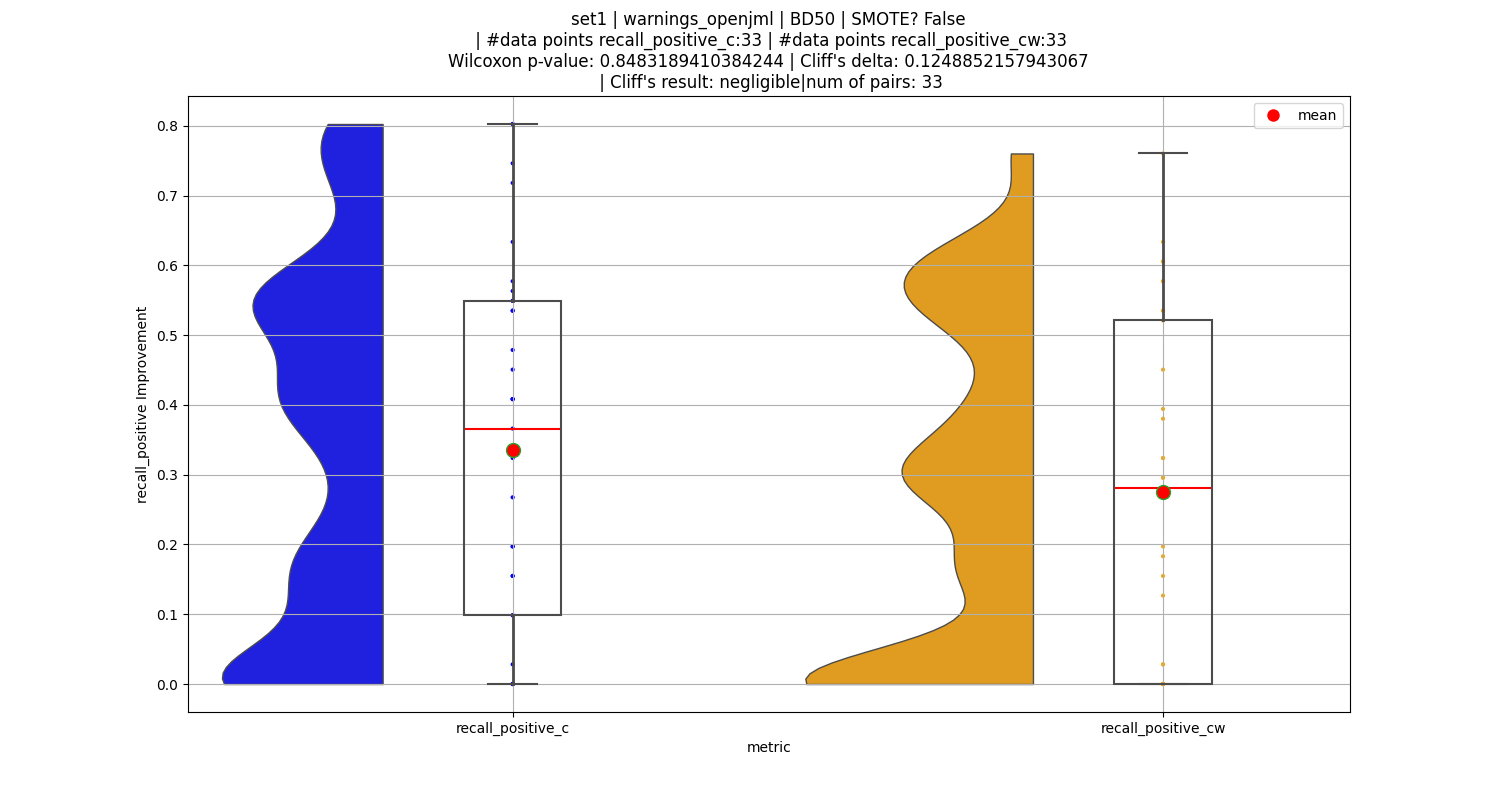 set1 | warnings_openjml | BD50 | SMOTE? False
| #data points recall_positive_c:33 | #data points recall_positive_cw:33
Wilcoxon p-value: 0.8483189410384244 | Cliff's delta: 0.1248852157943067
| Cliff's result: negligible|num of pairs: 33
mean
0.8
0.7
0.6
0.5
0.4
0.3
0.2
0.1
0.0
recall_positive Improvement
recall_positive_c
recall_positive_cw
metric